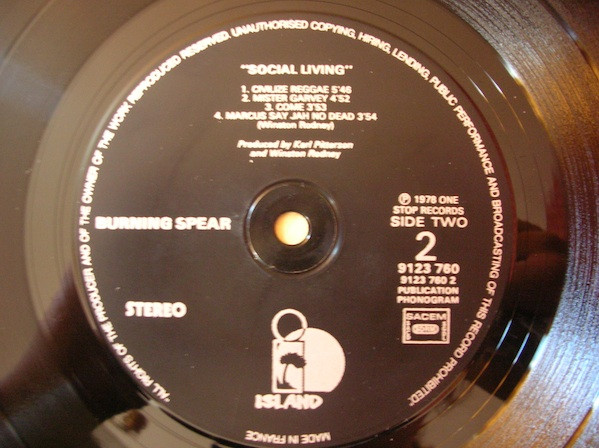 "ALL RIGHTS OF THE PRODUCER AND OF THE OWNER OF THE WORK REPRODUCED RESERVED. UNAUTHORISED COPYING, HIRING, LENDING, PUBLIC PERFORMANCE AND BROADCASTING OF THIS RECORD PROHIBITED."
"SOCIAL LIVING"
1. CIVILIZE REGGAE 5'46
2. MISTER GARVEY 4'52
3. COME 3'53
4. MARCUS SAY JAH NO DEAD 3'54
(Winston Rodney)
Produced by Karl Pitterson
and Winston Rodney
BURNING SPEAR
℗ 1978 ONE
STOP RECORDS
SIDE TWO
2
9123 760
9123 760 2
PUBLICATION
PHONOGRAM
STEREO
SACEM
ISLAND
MADE IN FRANCE